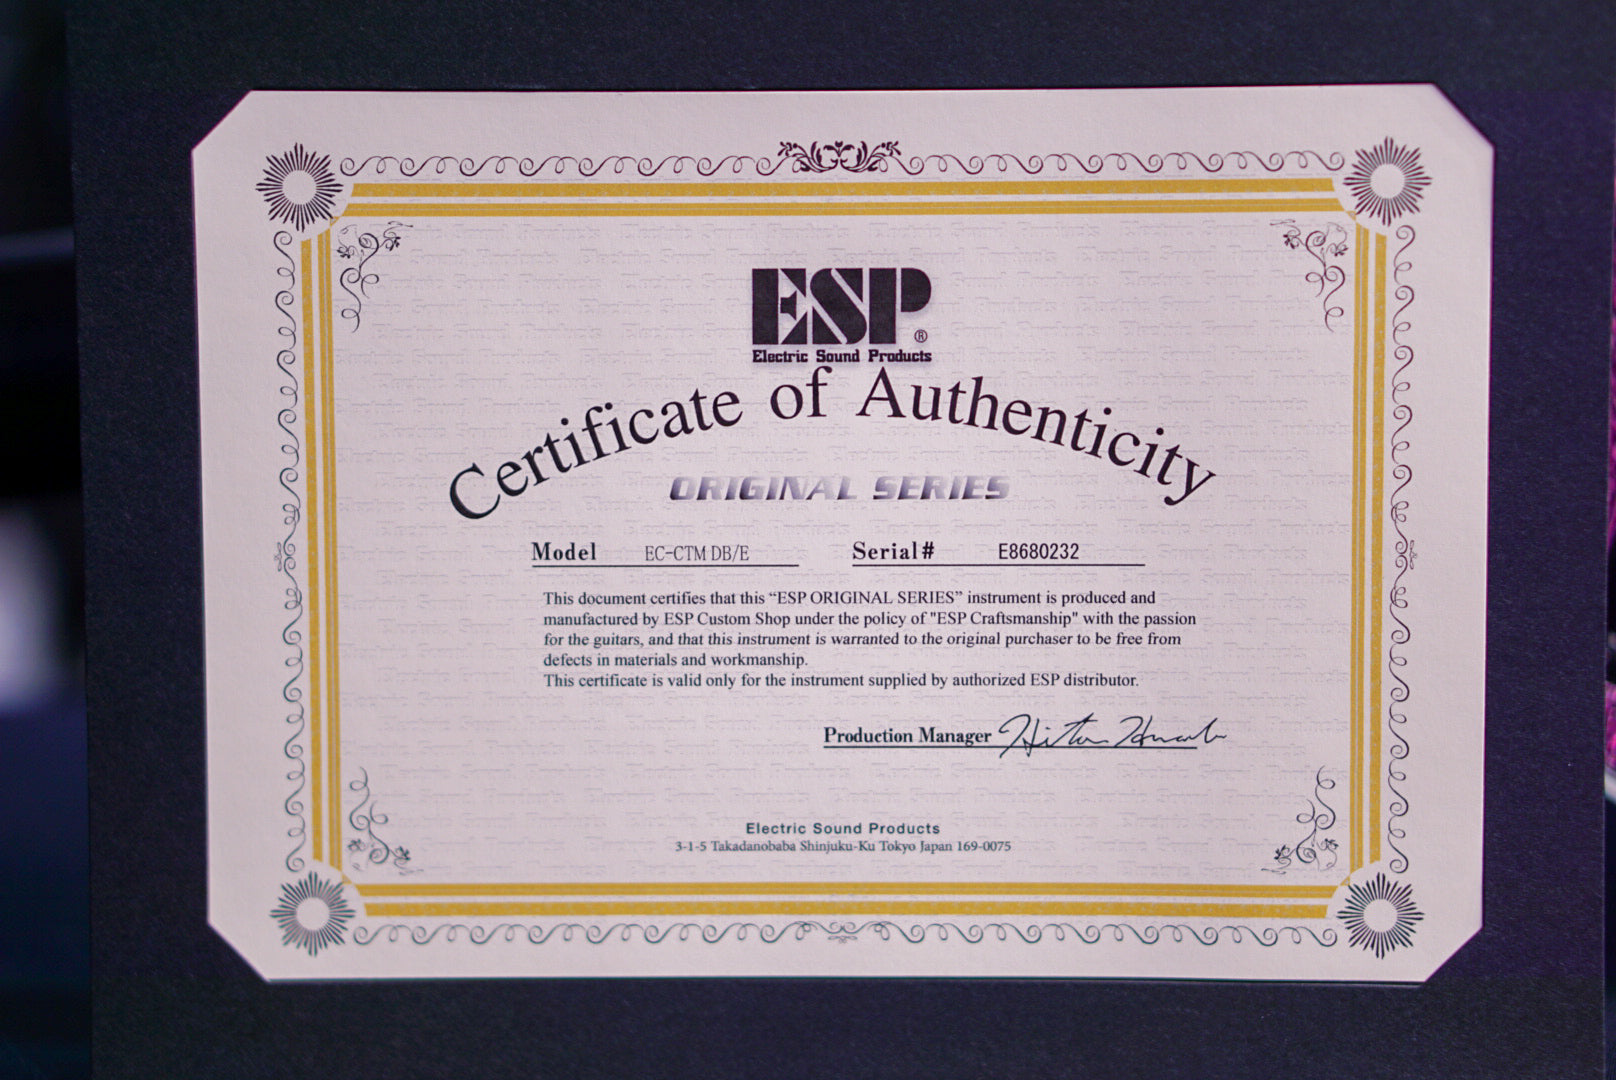 ESP®
Electric Sound Products
Certificate of Authenticity
ORIGINAL SERIES
Model EC-CTM DB/E Serial# E8680232
This document certifies that this “ESP ORIGINAL SERIES” instrument is produced and
manufactured by ESP Custom Shop under the policy of "ESP Craftsmanship" with the passion
for the guitars, and that this instrument is warranted to the original purchaser to be free from
defects in materials and workmanship.
This certificate is valid only for the instrument supplied by authorized ESP distributor.
Production Manager
Electric Sound Products
3-1-5 Takadanobaba Shinjuku-Ku Tokyo Japan 169-0075